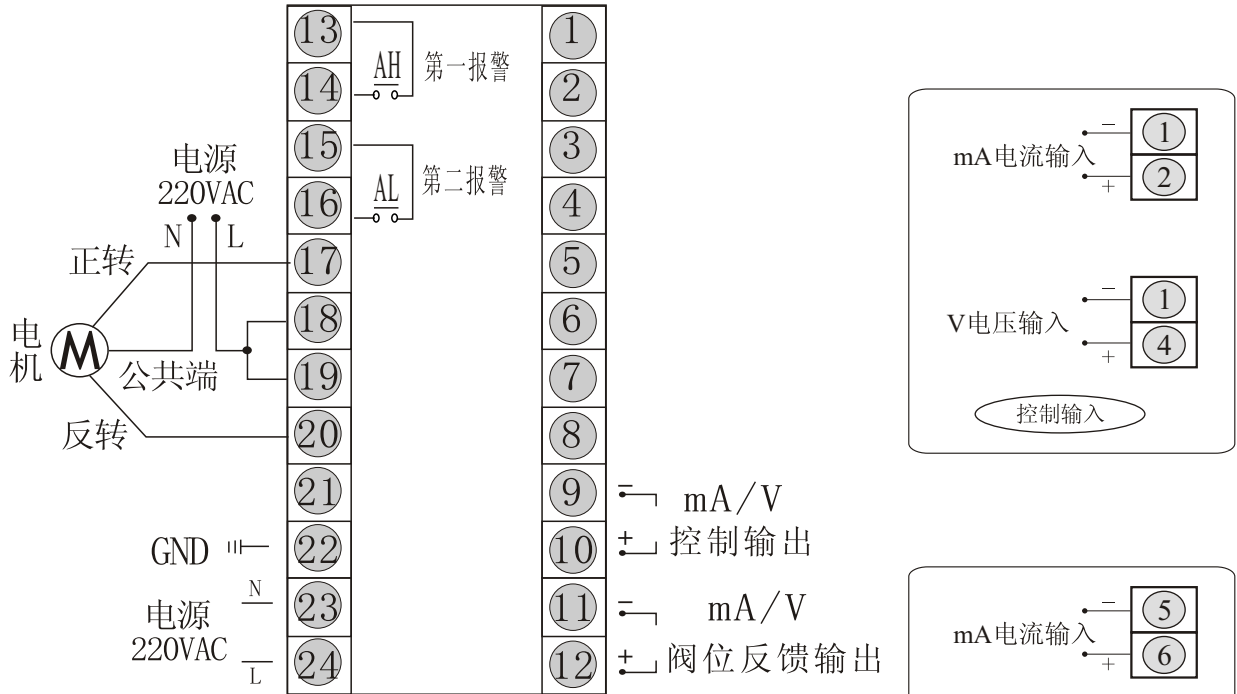 13
14
15
16
17
18
19
20
21
22
23
24
1
2
3
4
5
6
7
8
9
10
11
12
AH 第一报警
AL 第二报警
电源
220VAC
N L
正转
电机
M
公共端
反转
GND
N
电源
220VAC
L
− mA/V
+ 控制输出
− mA/V
+ 阀位反馈输出
− 1
mA电流输入
+ 2
− 1
V电压输入
+ 4
控制输入
− 5
mA电流输入
+ 6